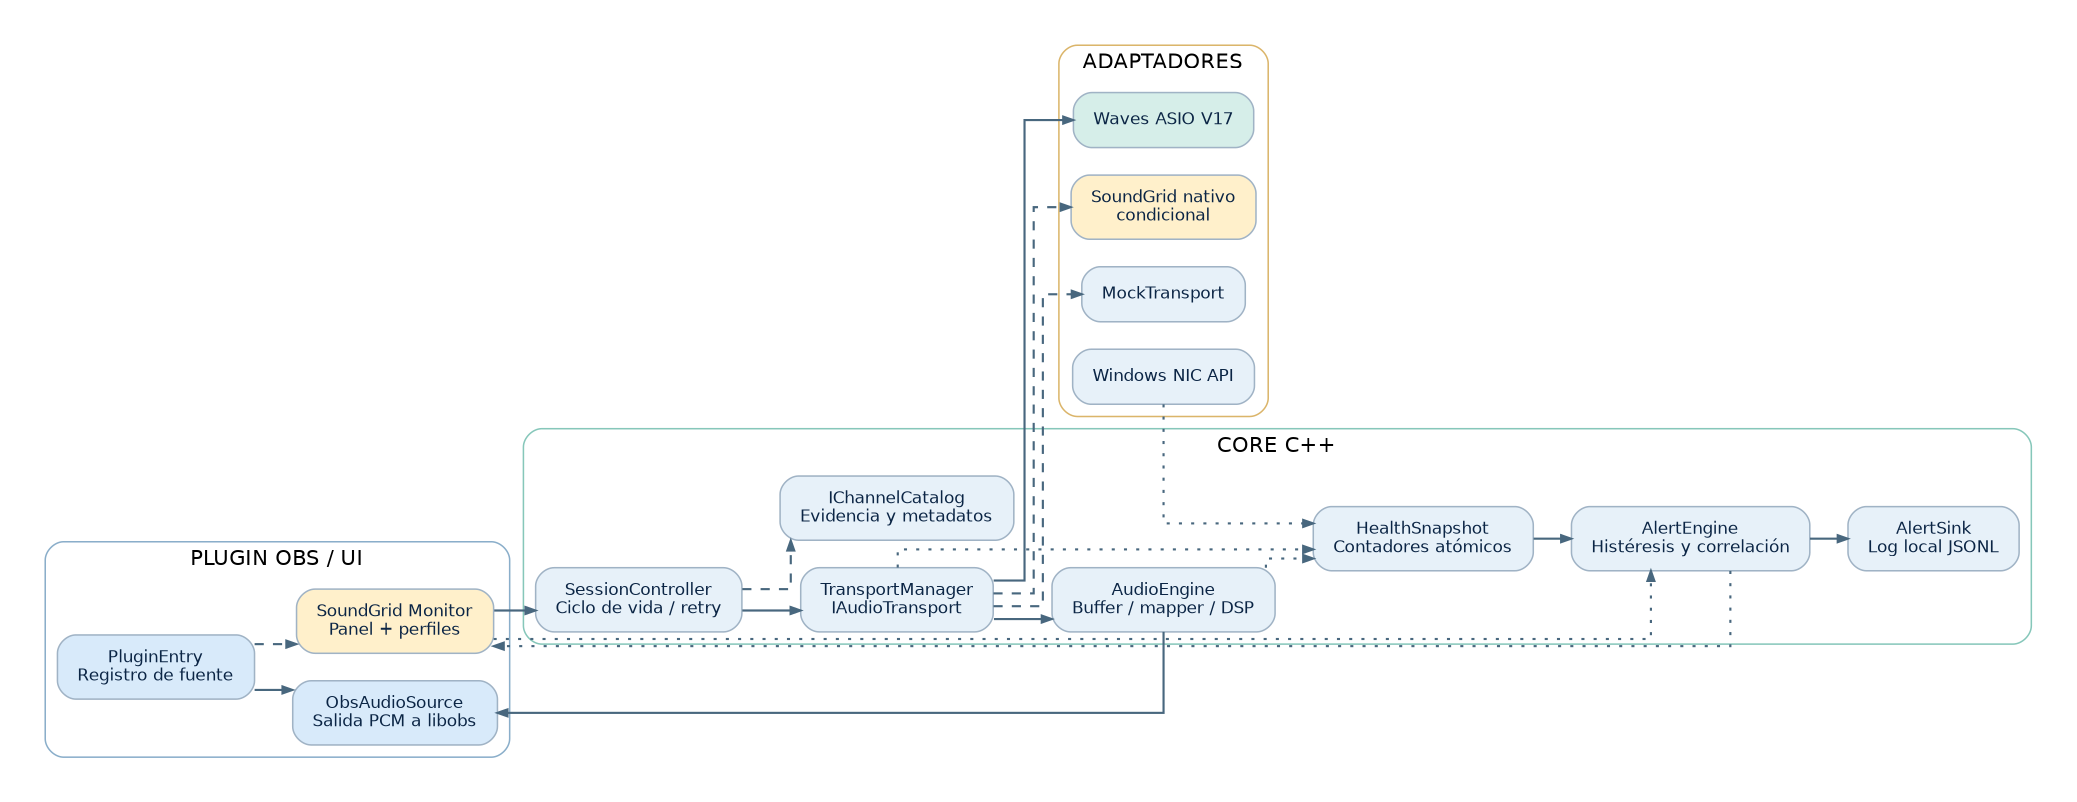 ADAPTADORES
Waves ASIO V17
SoundGrid nativo
condicional
MockTransport
Windows NIC API
CORE C++
IChannelCatalog
Evidencia y metadatos
HealthSnapshot
Contadores atómicos
AlertEngine
Histéresis y correlación
AlertSink
Log local JSONL
SessionController
Ciclo de vida / retry
TransportManager
IAudioTransport
AudioEngine
Buffer / mapper / DSP
PLUGIN OBS / UI
SoundGrid Monitor
Panel + perfiles
PluginEntry
Registro de fuente
ObsAudioSource
Salida PCM a libobs